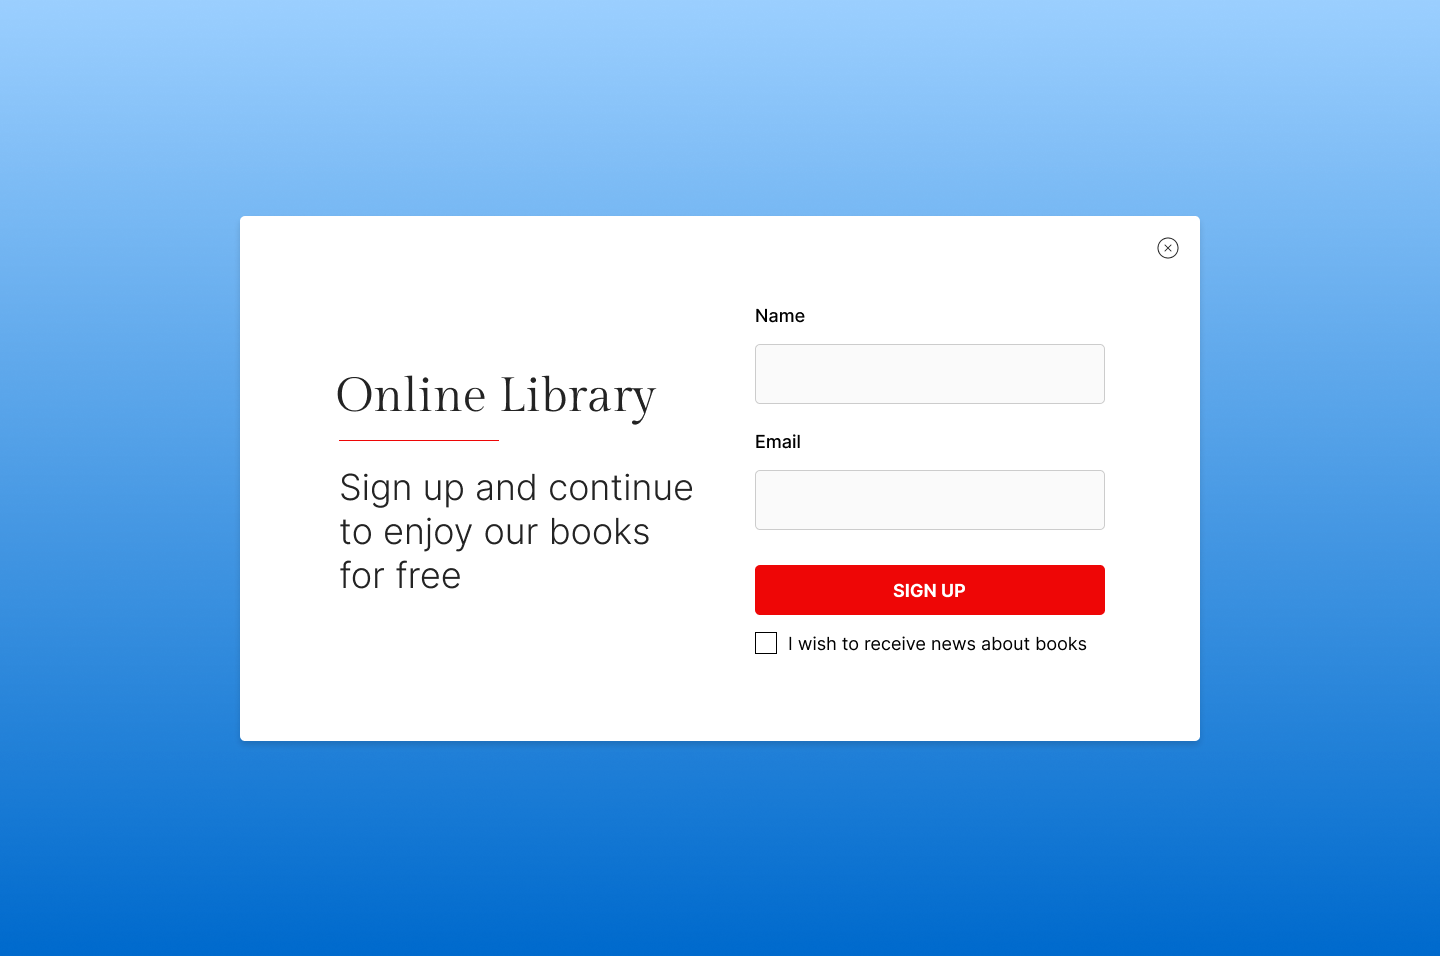 Online Library
Sign up and continue
to enjoy our books
for free
Name
Email
SIGN UP
I wish to receive news about books